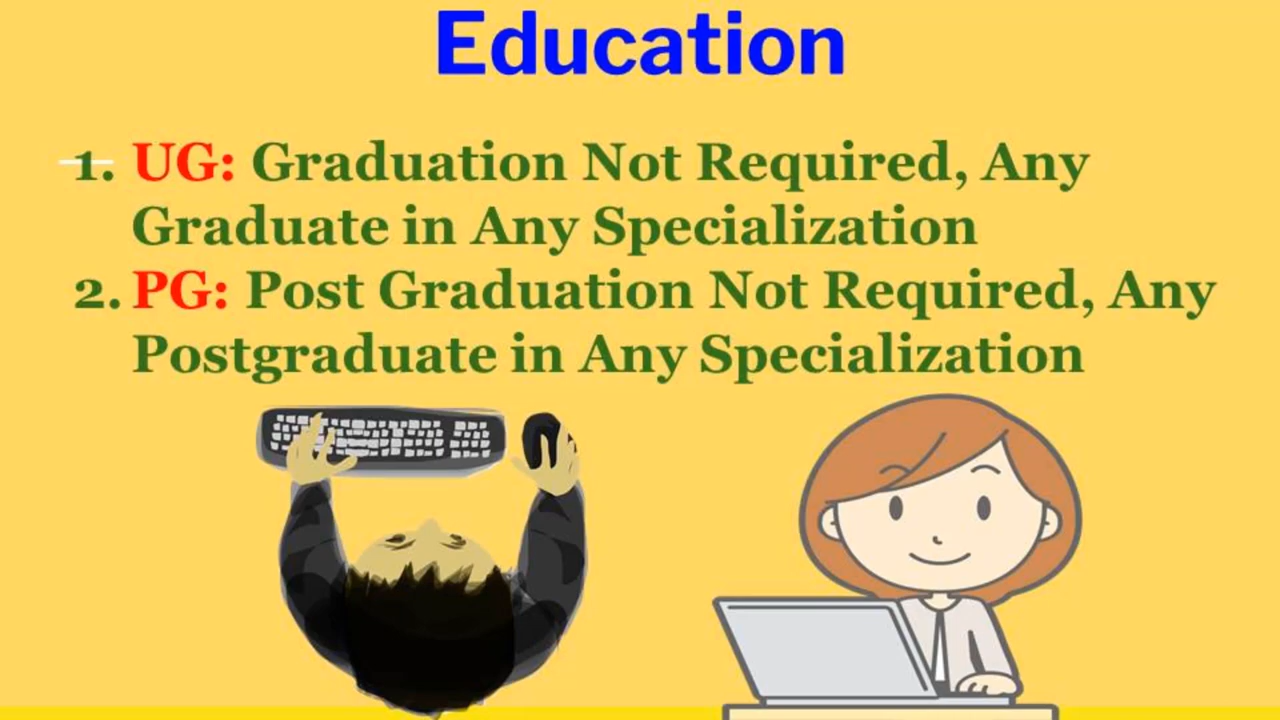 Education
1. UG: Graduation Not Required, Any
Graduate in Any Specialization
2. PG: Post Graduation Not Required, Any
Postgraduate in Any Specialization